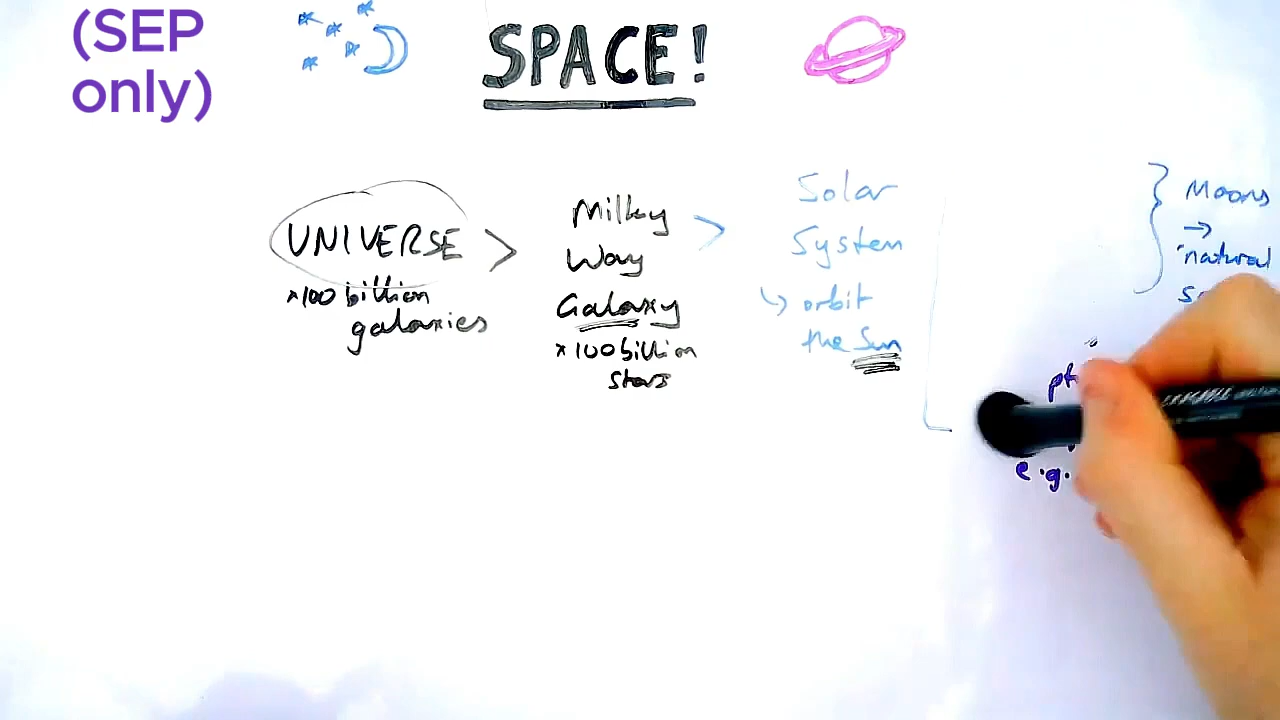 (SEP
only)
SPACE!
UNIVERSE
x100 billion
galaxies
>
Milky
Way
Galaxy
x100 billion
stars
>
Solar
System
↳ orbit
the Sun
Moons
→
natural
e.g.